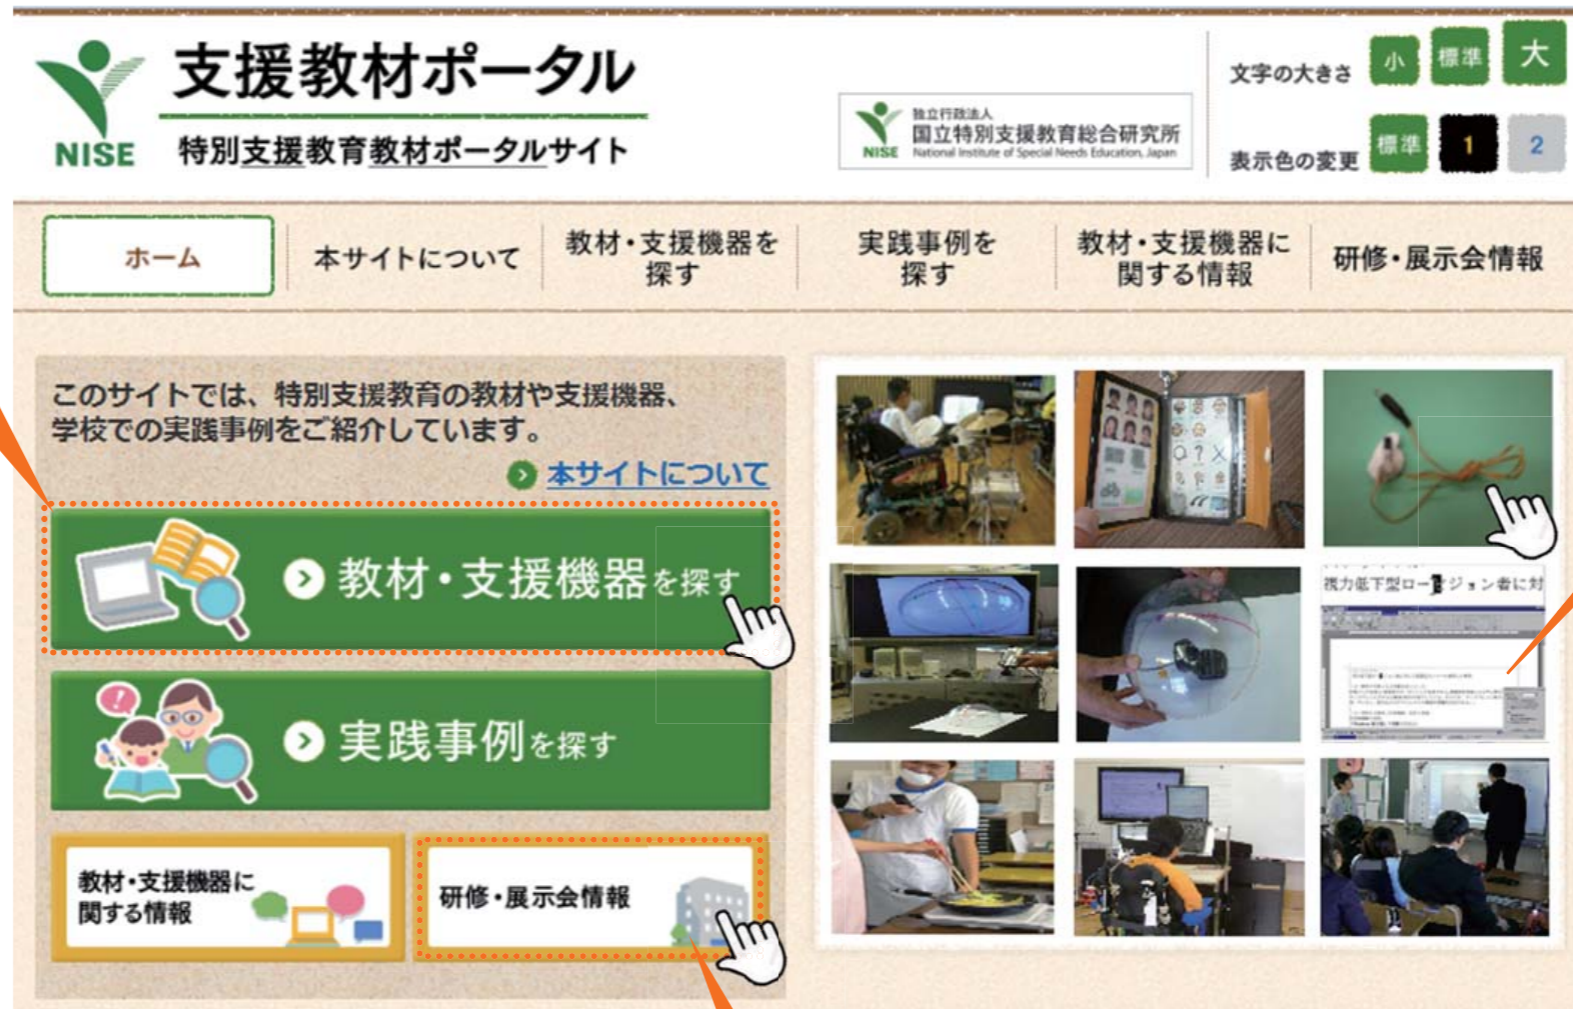 支援教材ポータル
NISE
特別支援教育教材ポータルサイト
NISE
独立行政法人
国立特別支援教育総合研究所
National Institute of Special Needs Education, Japan
文字の大きさ
小
標準
大
表示色の変更
標準
1
2
ホーム
本サイトについて
教材・支援機器を
探す
実践事例を
探す
教材・支援機器に
関する情報
研修・展示会情報
このサイトでは、特別支援教育の教材や支援機器、
学校での実践事例をご紹介しています。
本サイトについて
教材・支援機器を探す
実践事例を探す
教材・支援機器に
関する情報
研修・展示会情報